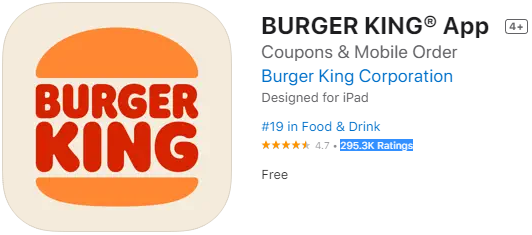 BURGER
KING
BURGER KING® App 4+
Coupons & Mobile Order
Burger King Corporation
Designed for iPad
#19 in Food & Drink
4.7 • 295.3K Ratings
Free